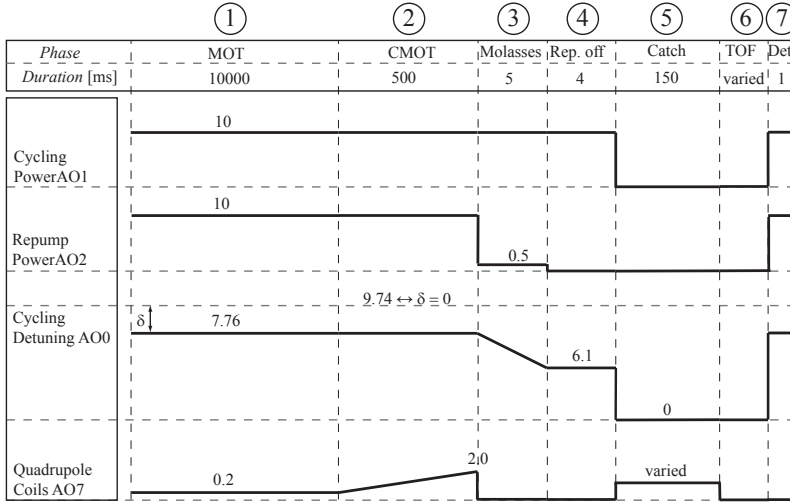 1 2 3 4 5 6 7
Phase MOT CMOT Molasses Rep. off Catch TOF Det
Duration [ms] 10000 500 5 4 150 varied 1
10
Cycling
PowerAO1
10
Repump
PowerAO2
0.5
9.74 ↔ δ = 0
Cycling
Detuning AO0
δ
7.76
6.1
0
Quadrupole
Coils AO7
0.2
2.0
varied